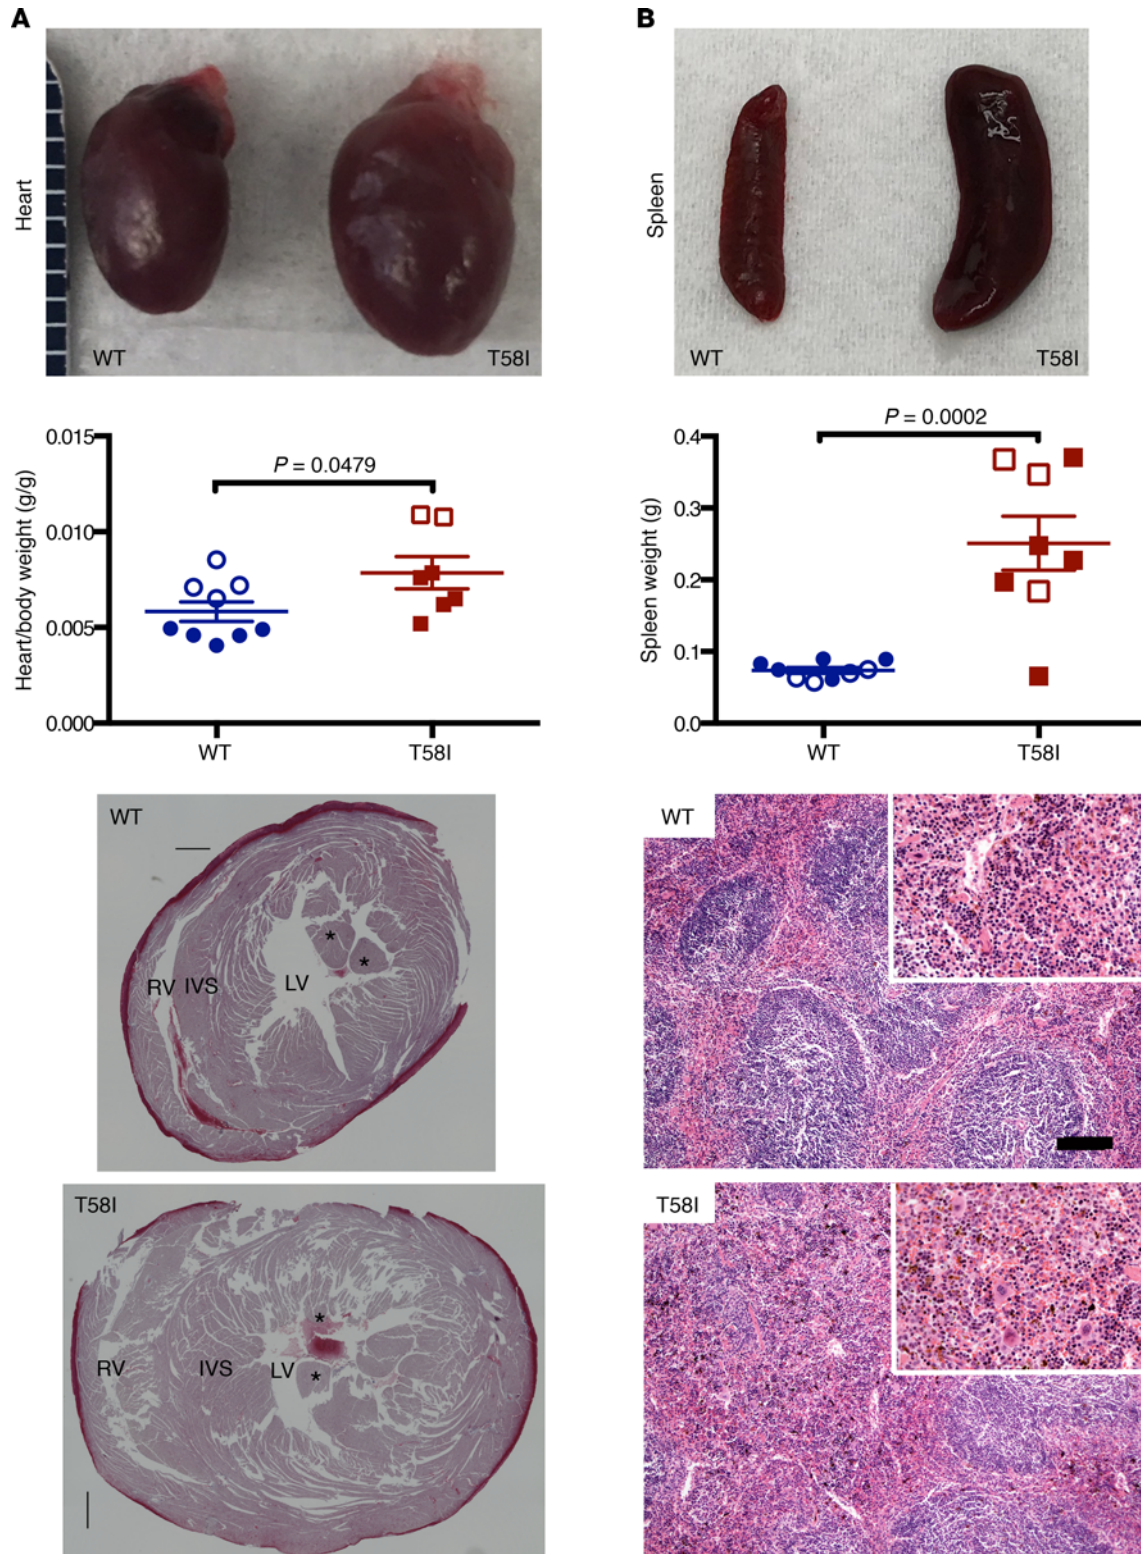 A
Heart
WT
T58I
P = 0.0479
Heart/body weight (g/g)
0.015
0.010
0.005
0.000
WT
T58I
WT
RV
IVS
LV
*
*
T58I
RV
IVS
LV
*
*
B
Spleen
WT
T58I
P = 0.0002
Spleen weight (g)
0.4
0.3
0.2
0.1
0.0
WT
T58I
WT
T58I